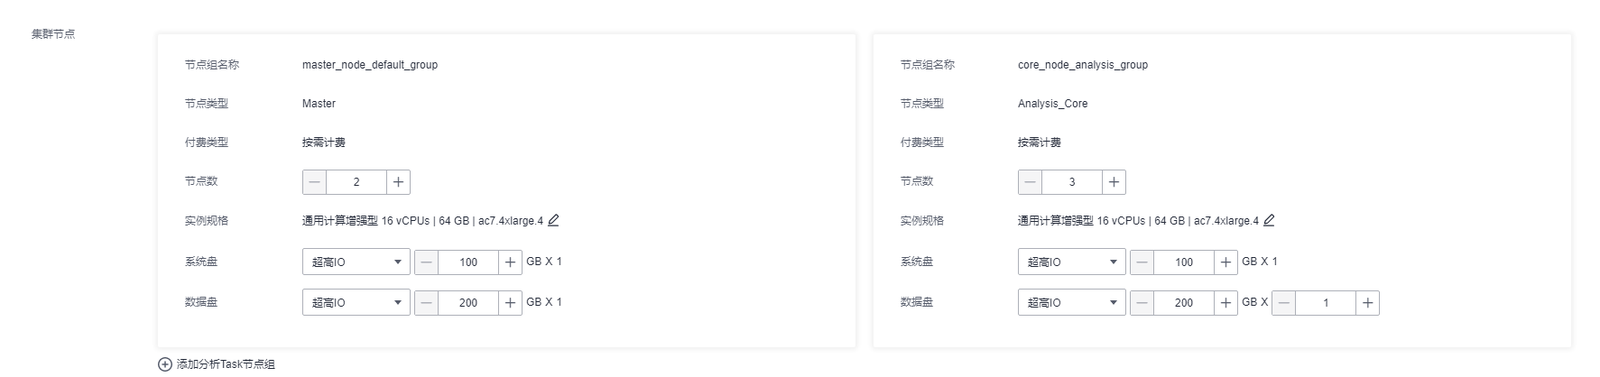 集群节点
节点组名称 master_node_default_group
节点类型 Master
付费类型 按需计费
节点数 2
实例规格 通用计算增强型 16 vCPUs | 64 GB | ac7.4xlarge.4
系统盘 超高IO 100 GB X 1
数据盘 超高IO 200 GB X 1
节点组名称 core_node_analysis_group
节点类型 Analysis_Core
付费类型 按需计费
节点数 3
实例规格 通用计算增强型 16 vCPUs | 64 GB | ac7.4xlarge.4
系统盘 超高IO 100 GB X 1
数据盘 超高IO 200 GB X 1
添加分析Task节点组